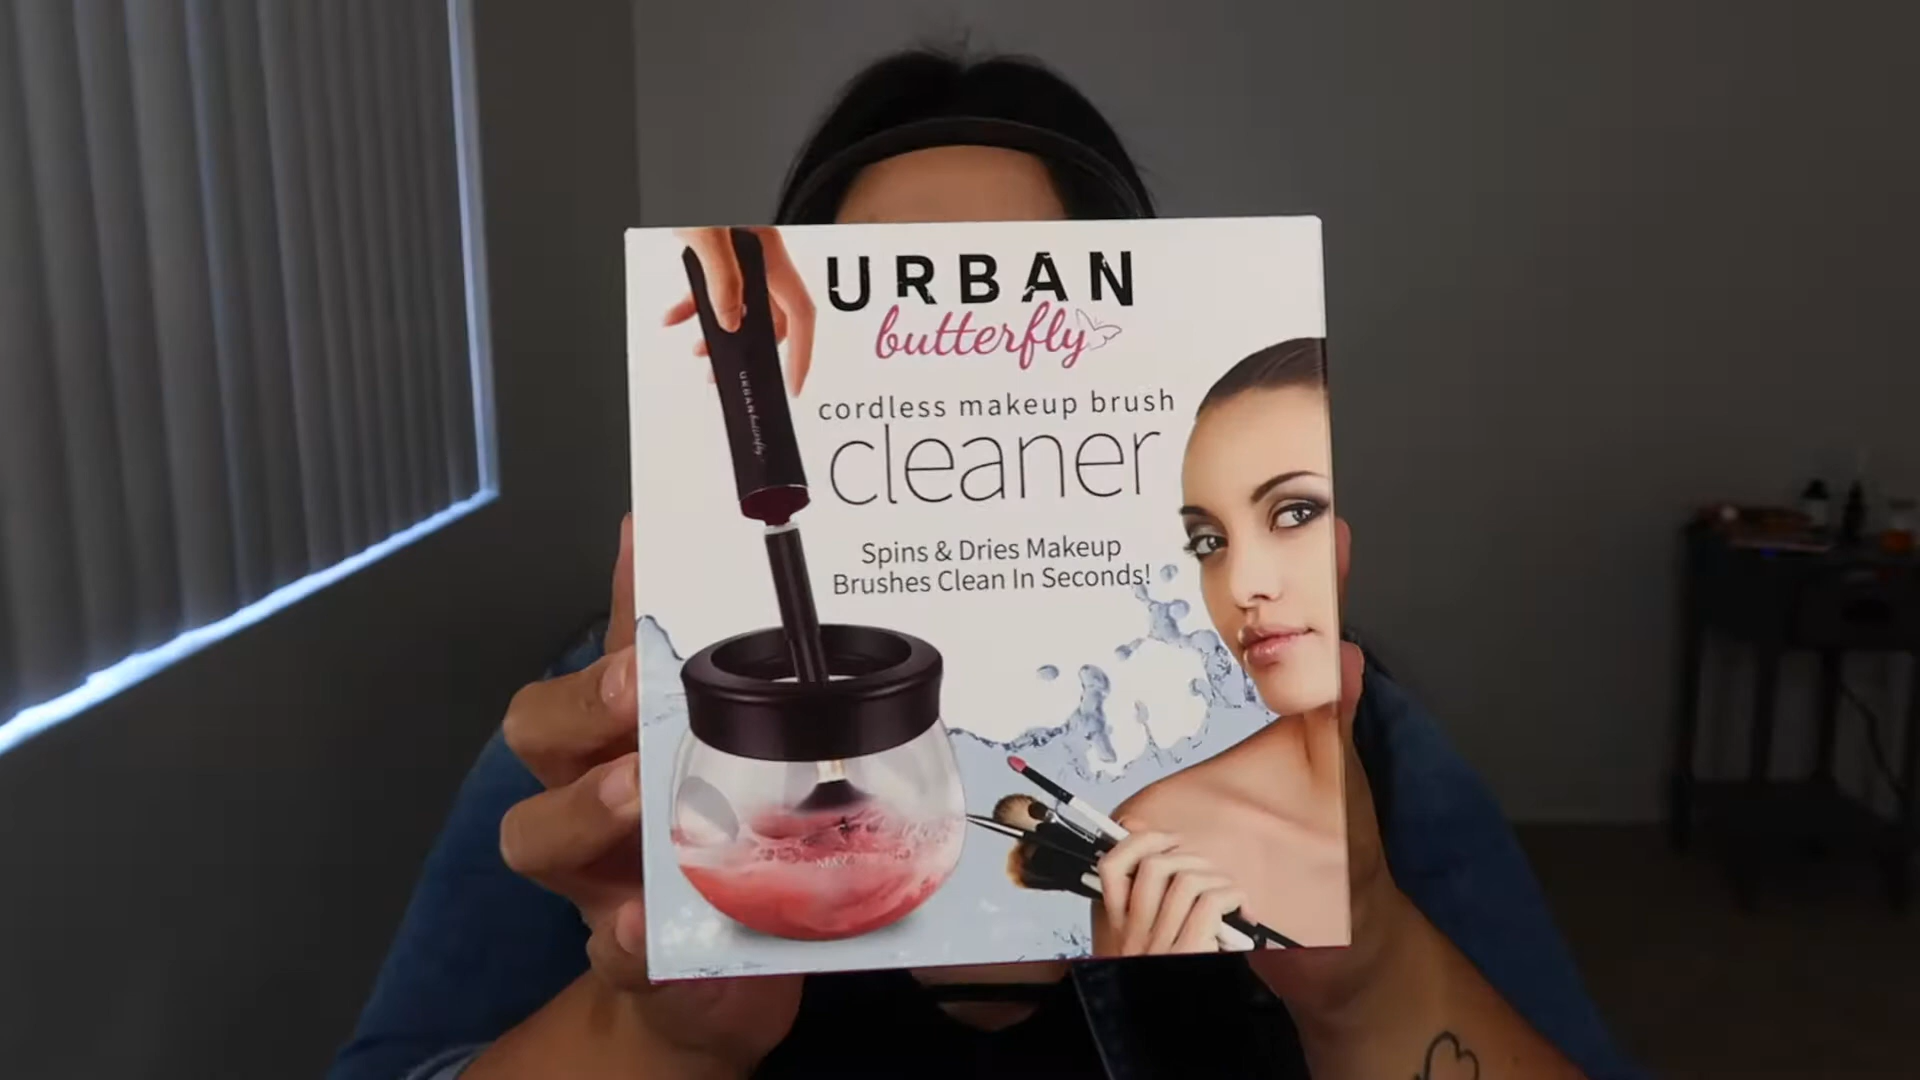 URBAN
butterfly
cordless makeup brush
cleaner
Spins & Dries Makeup
Brushes Clean In Seconds!
URBAN butterfly